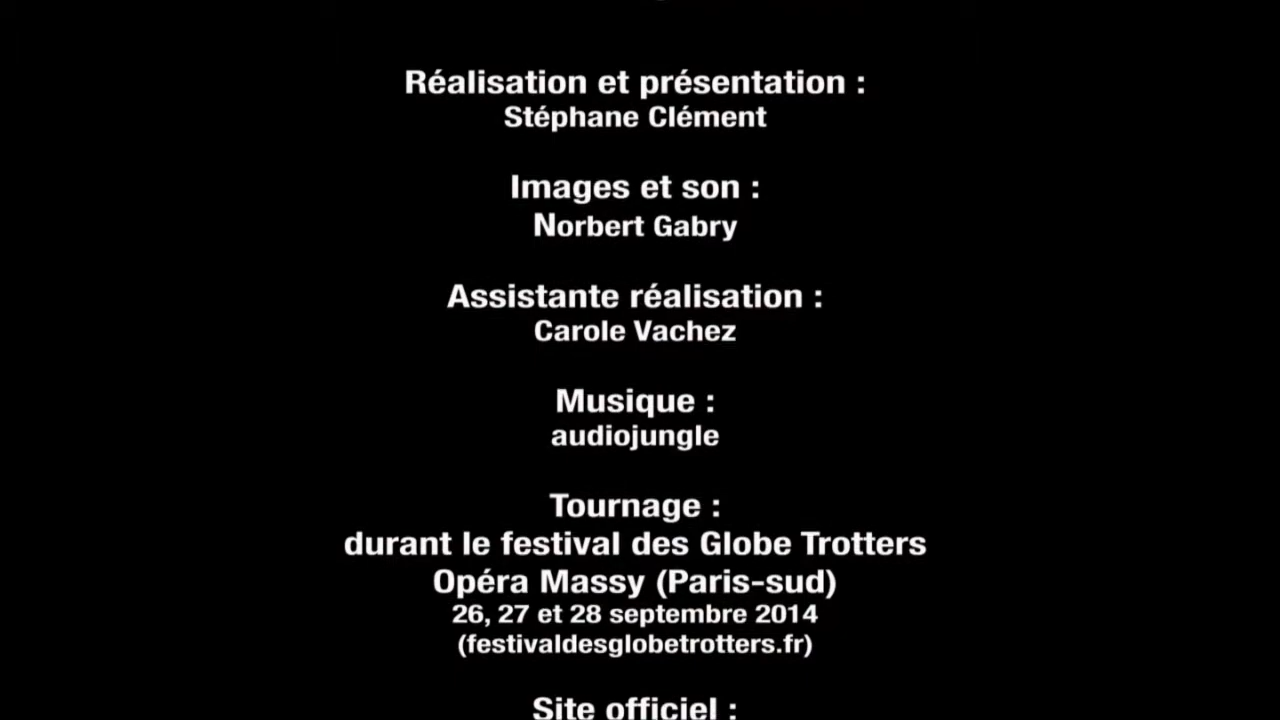 Réalisation et présentation :
Stéphane Clément
Images et son :
Norbert Gabry
Assistante réalisation :
Carole Vachez
Musique :
audiojungle
Tournage :
durant le festival des Globe Trotters
Opéra Massy (Paris-sud)
26, 27 et 28 septembre 2014
(festivaldesglobetrotters.fr)
Site officiel :